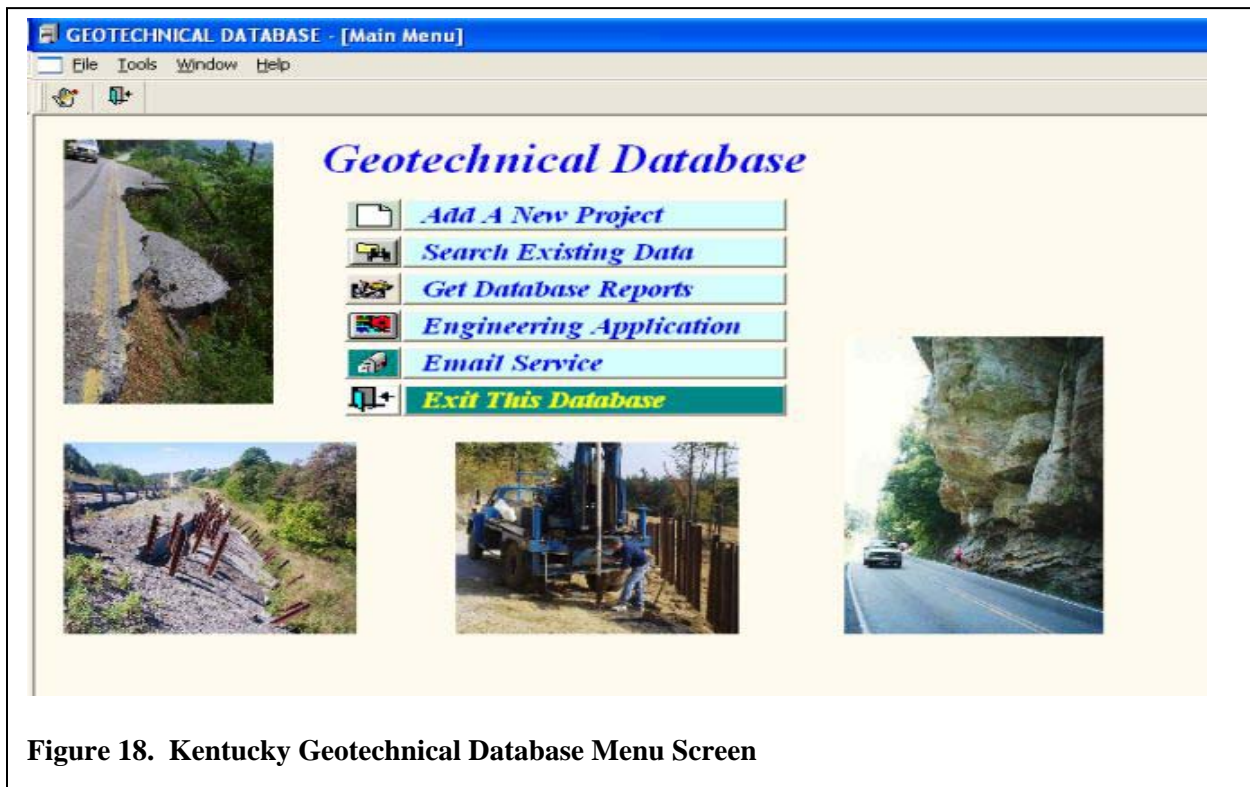 GEOTECHNICAL DATABASE - [Main Menu]
File Tools Window Help
Geotechnical Database
Add A New Project
Search Existing Data
Get Database Reports
Engineering Application
Email Service
Exit This Database
Figure 18. Kentucky Geotechnical Database Menu Screen